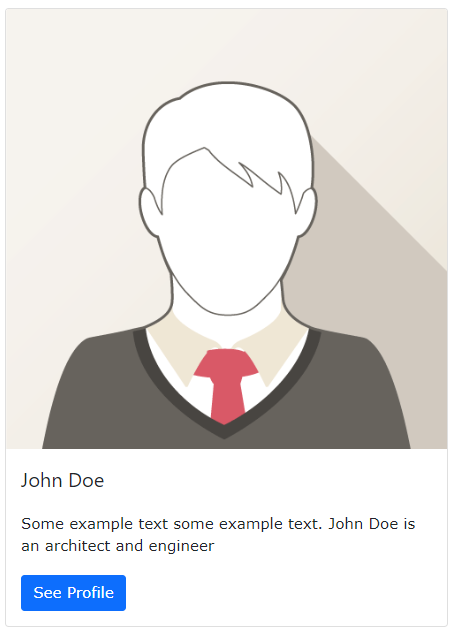 John Doe
Some example text some example text. John Doe is
an architect and engineer
See Profile